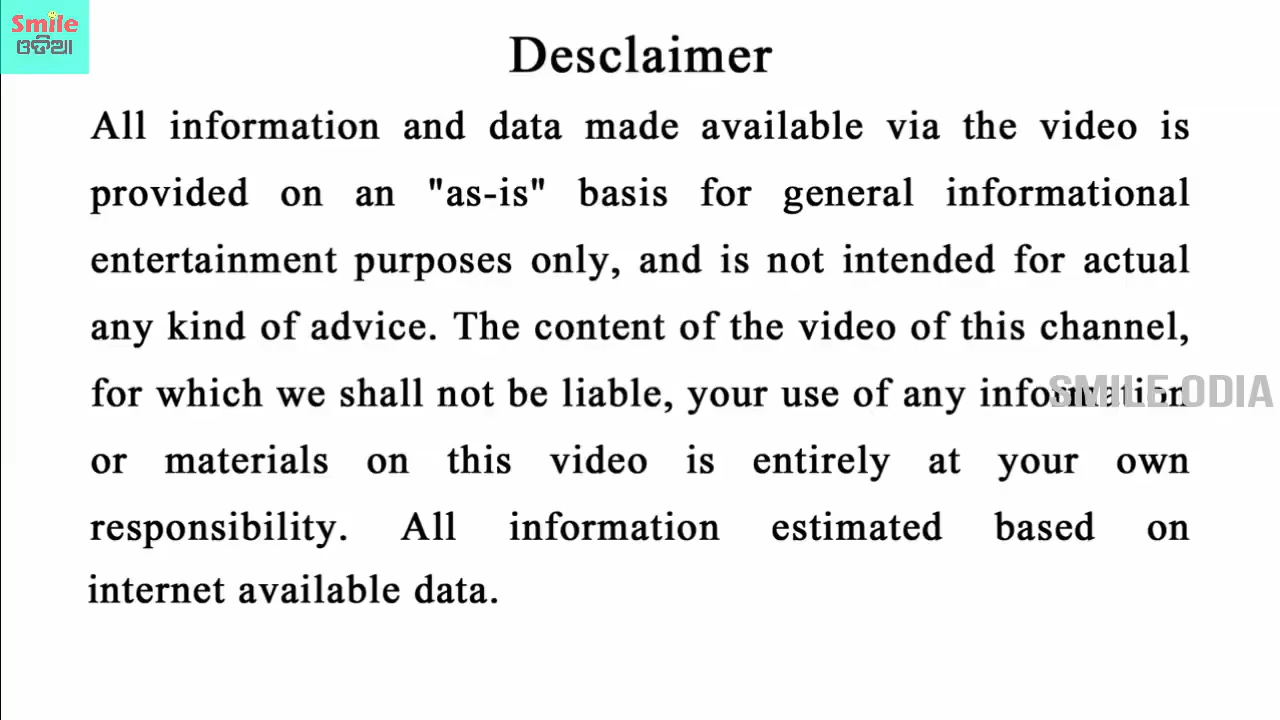 Smile
ଓଡିଆ
Desclaimer
All information and data made available via the video is
provided on an "as-is" basis for general informational
entertainment purposes only, and is not intended for actual
any kind of advice. The content of the video of this channel,
for which we shall not be liable, your use of any information
SMILE ODIA
or materials on this video is entirely at your own
responsibility. All information estimated based on
internet available data.